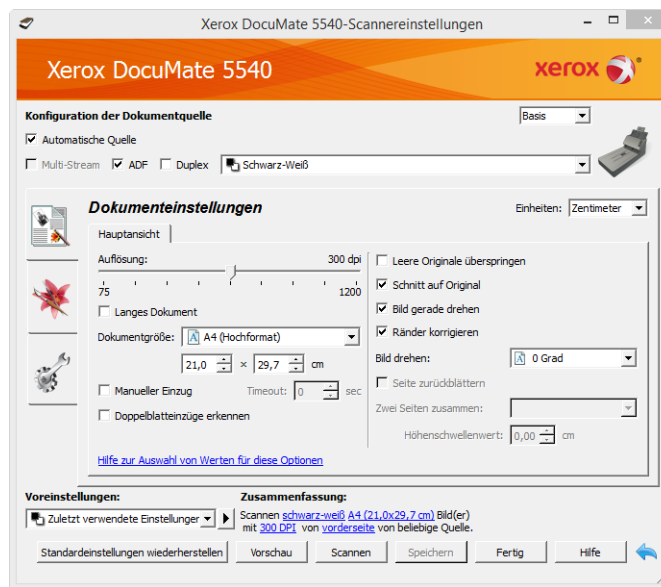 Xerox DocuMate 5540-Scannereinstellungen
Xerox DocuMate 5540
xerox
Konfiguration der Dokumentquelle
Basis
Automatische Quelle
Multi-Stream ADF Duplex Schwarz-Weiß
Dokumenteinstellungen
Einheiten: Zentimeter
Hauptansicht
Auflösung: 300 dpi
75 1200
Langes Dokument
Dokumentgröße: A4 (Hochformat)
21,0 × 29,7 cm
Manueller Einzug Timeout: 0 sec
Doppelblatteinzüge erkennen
Leere Originale überspringen
Schnitt auf Original
Bild gerade drehen
Ränder korrigieren
Bild drehen: 0 Grad
Seite zurückblättern
Zwei Seiten zusammen:
Höhenschwellenwert: 0,00 cm
Hilfe zur Auswahl von Werten für diese Optionen
Voreinstellungen:
Zuletzt verwendete Einstellungen
Zusammenfassung:
Scannen schwarz-weiß A4 (21,0x29,7 cm) Bild(er)
mit 300 DPI von vorderseite von beliebige Quelle.
Standardeinstellungen wiederherstellen Vorschau Scannen Speichern Fertig Hilfe